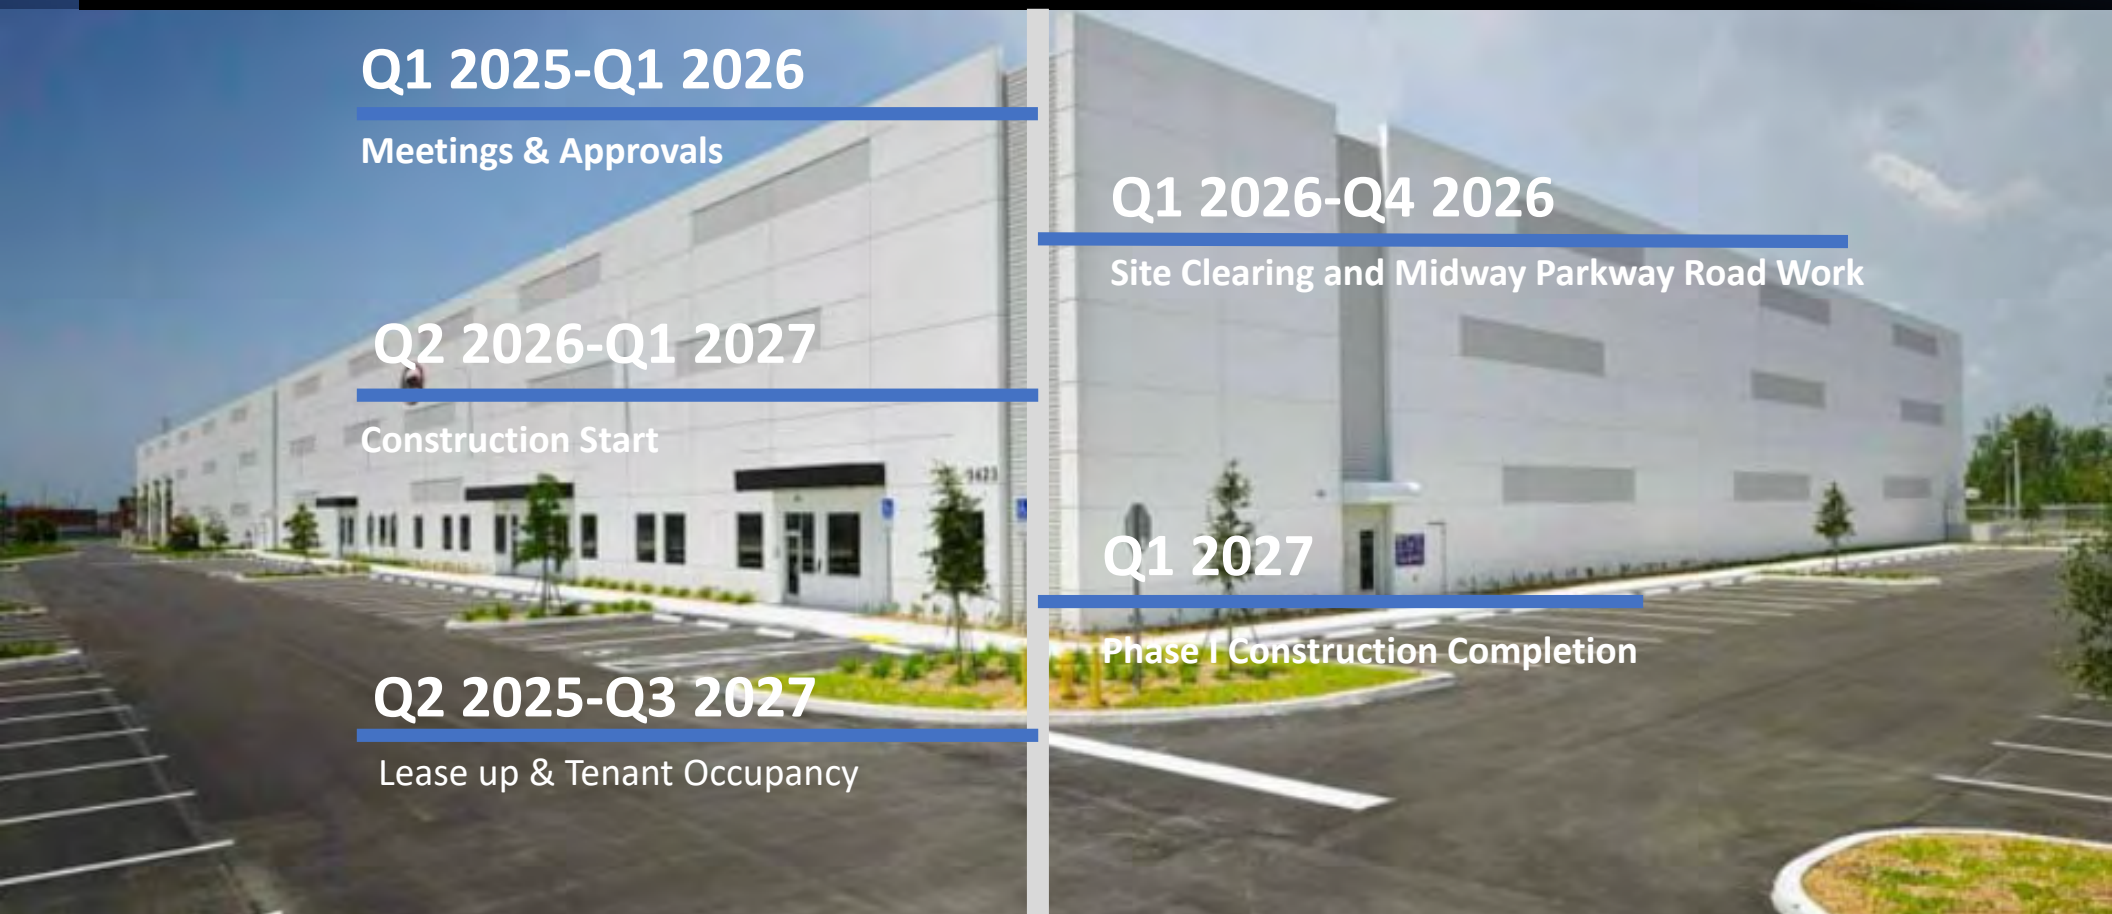 Q1 2025-Q1 2026
Meetings & Approvals
Q1 2026-Q4 2026
Site Clearing and Midway Parkway Road Work
Q2 2026-Q1 2027
Construction Start
Q1 2027
Phase I Construction Completion
Q2 2025-Q3 2027
Lease up & Tenant Occupancy